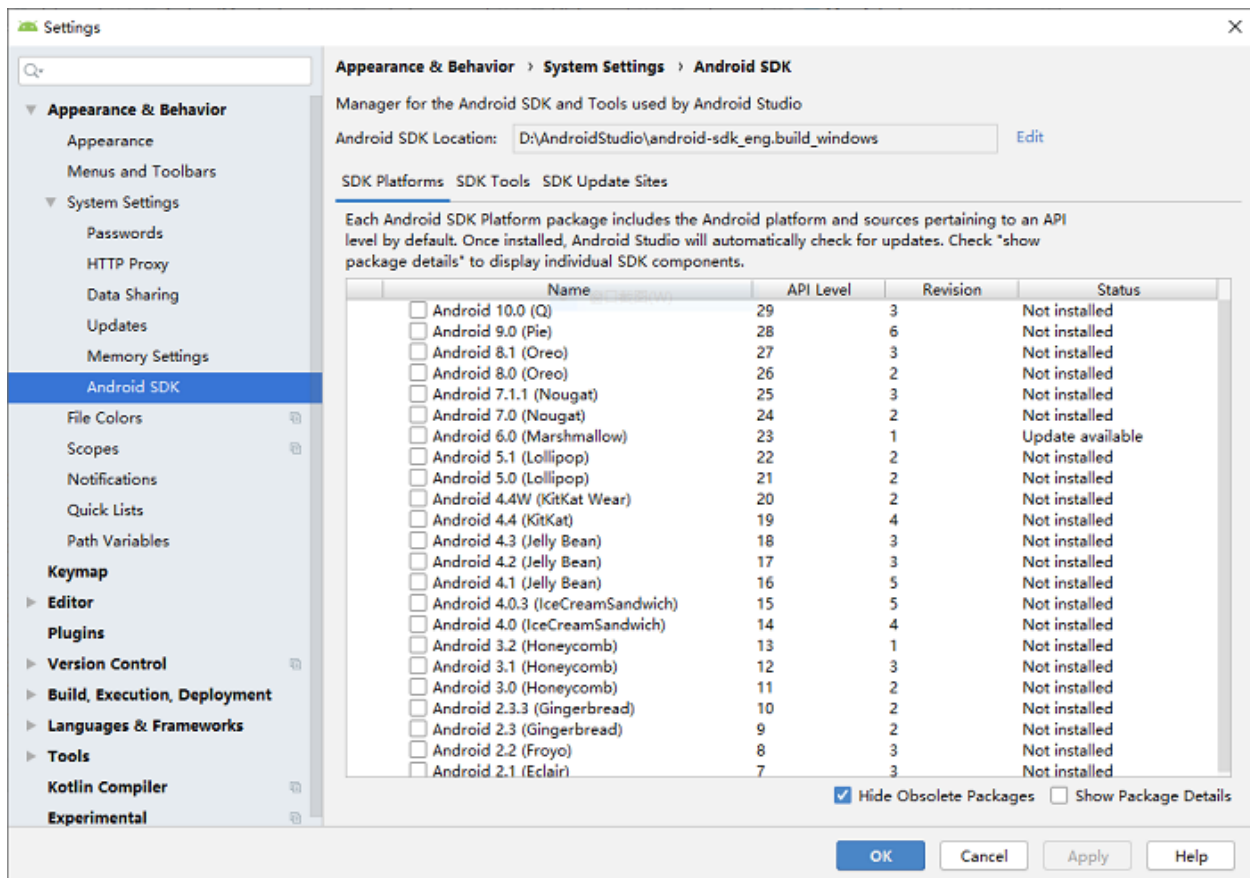 Settings
Appearance & Behavior
Appearance
Menus and Toolbars
System Settings
Passwords
HTTP Proxy
Data Sharing
Updates
Memory Settings
Android SDK
File Colors
Scopes
Notifications
Quick Lists
Path Variables
Keymap
Editor
Plugins
Version Control
Build, Execution, Deployment
Languages & Frameworks
Tools
Kotlin Compiler
Experimental
Appearance & Behavior › System Settings › Android SDK
Manager for the Android SDK and Tools used by Android Studio
Android SDK Location: D:\AndroidStudio\android-sdk_eng.build_windows Edit
SDK Platforms SDK Tools SDK Update Sites
Each Android SDK Platform package includes the Android platform and sources pertaining to an API
level by default. Once installed, Android Studio will automatically check for updates. Check "show
package details" to display individual SDK components.
Name API Level Revision Status
Android 10.0 (Q) 29 3 Not installed
Android 9.0 (Pie) 28 6 Not installed
Android 8.1 (Oreo) 27 3 Not installed
Android 8.0 (Oreo) 26 2 Not installed
Android 7.1.1 (Nougat) 25 3 Not installed
Android 7.0 (Nougat) 24 2 Not installed
Android 6.0 (Marshmallow) 23 1 Update available
Android 5.1 (Lollipop) 22 2 Not installed
Android 5.0 (Lollipop) 21 2 Not installed
Android 4.4W (KitKat Wear) 20 2 Not installed
Android 4.4 (KitKat) 19 4 Not installed
Android 4.3 (Jelly Bean) 18 3 Not installed
Android 4.2 (Jelly Bean) 17 3 Not installed
Android 4.1 (Jelly Bean) 16 5 Not installed
Android 4.0.3 (IceCreamSandwich) 15 5 Not installed
Android 4.0 (IceCreamSandwich) 14 4 Not installed
Android 3.2 (Honeycomb) 13 1 Not installed
Android 3.1 (Honeycomb) 12 3 Not installed
Android 3.0 (Honeycomb) 11 2 Not installed
Android 2.3.3 (Gingerbread) 10 2 Not installed
Android 2.3 (Gingerbread) 9 2 Not installed
Android 2.2 (Froyo) 8 3 Not installed
Android 2.1 (Eclair) 7 3 Not installed
Hide Obsolete Packages Show Package Details
OK Cancel Apply Help